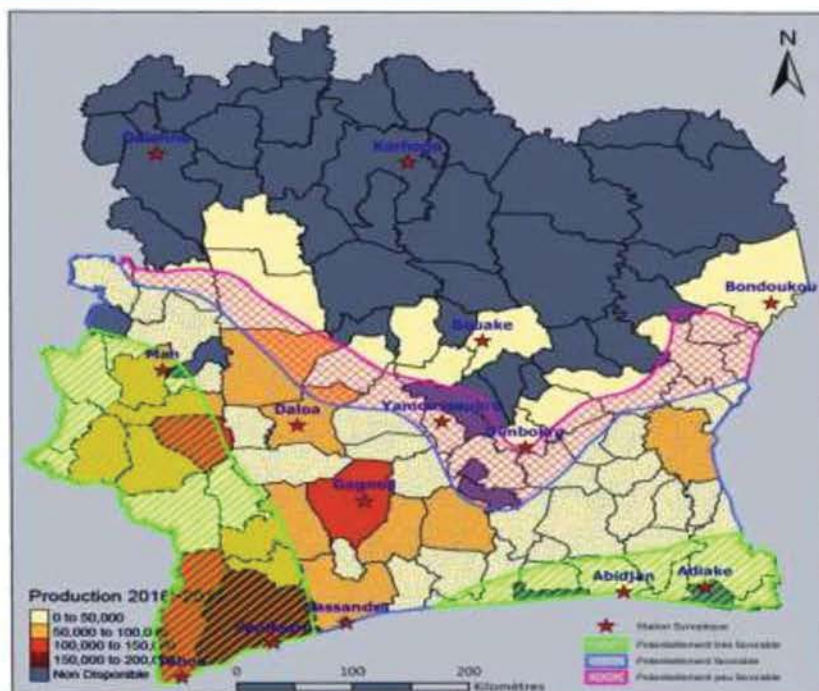 N
Odienne
Korhogo
Bondoukou
Bouake
Man
Daloa
Yamoussoukro
Dimbokro
Gagnoa
Abidjan
Adiake
Production 2016-20
0 to 50,000
50,000 to 100,0
100,000 to 150,
150,000 to 200,0
Non Disponible
Sassandra
Tabou
0 100 200
Kilomètres
Station Synoptique
Potentiellement très favorable
Potentiellement favorable
Potentiellement peu favorable